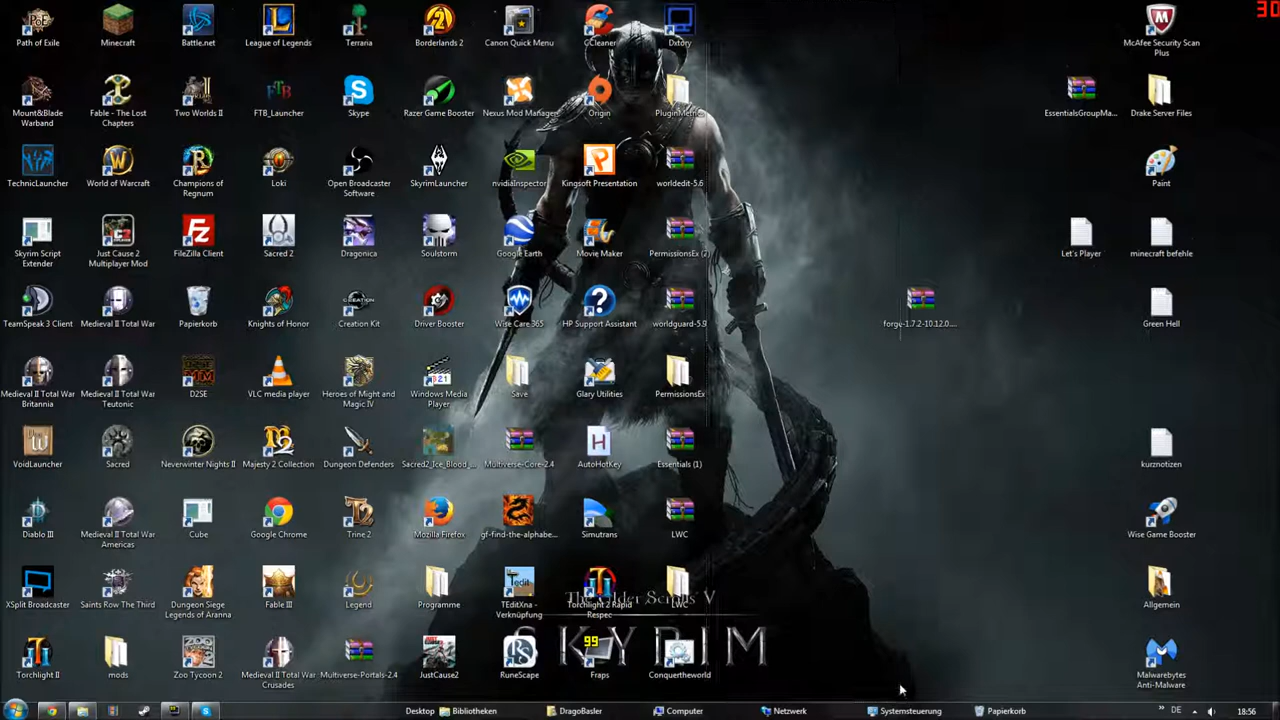 30
Path of Exile
Minecraft
Battle.net
League of Legends
Terraria
Borderlands 2
Canon Quick Menu
CCleaner
Dxtory
McAfee Security Scan
Plus
Mount&Blade
Warband
Fable - The Lost
Chapters
Two Worlds II
FTB_Launcher
Skype
Razer Game Booster
Nexus Mod Manager
Origin
PluginMetrics
EssentialsGroupMa...
Drake Server Files
TechnicLauncher
World of Warcraft
Champions of
Regnum
Loki
Open Broadcaster
Software
SkyrimLauncher
nvidiaInspector
Kingsoft Presentation
worldedit-5.6
Paint
Skyrim Script
Extender
Just Cause 2
Multiplayer Mod
FileZilla Client
Sacred 2
Dragonica
Soulstorm
Google Earth
Movie Maker
PermissionsEx (2)
Let's Player
minecraft befehle
TeamSpeak 3 Client
Medieval II Total War
Papierkorb
Knights of Honor
Creation Kit
Driver Booster
Wise Care 365
HP Support Assistant
worldguard-5.9
forge-1.7.2-10.12.0....
Green Hell
Medieval II Total War
Britannia
Medieval II Total War
Teutonic
D2SE
VLC media player
Heroes of Might and
Magic IV
Windows Media
Player
Save
Glary Utilities
PermissionsEx
VoidLauncher
Sacred
Neverwinter Nights II
Majesty 2 Collection
Dungeon Defenders
Sacred2_Ice_Blood_...
Multiverse-Core-2.4
AutoHotKey
Essentials (1)
kurznotizen
Diablo III
Medieval II Total War
Americas
Cube
Google Chrome
Trine 2
Mozilla Firefox
gf-find-the-alphabe...
Simutrans
LWC
Wise Game Booster
XSplit Broadcaster
Saints Row The Third
Dungeon Siege
Legends of Aranna
Fable III
Legend
Programme
TEditXna -
Verknüpfung
Torchlight 2 Rapid
Respec
LWC
Allgemein
The Elder Scrolls V
SKYRIM
Torchlight II
mods
Zoo Tycoon 2
Medieval II Total War
Crusades
Multiverse-Portals-2.4
JustCause2
RuneScape
99
Fraps
Conquertheworld
Malwarebytes
Anti-Malware
Desktop
Bibliotheken
DragoBasler
Computer
Netzwerk
Systemsteuerung
Papierkorb
DE
18:56